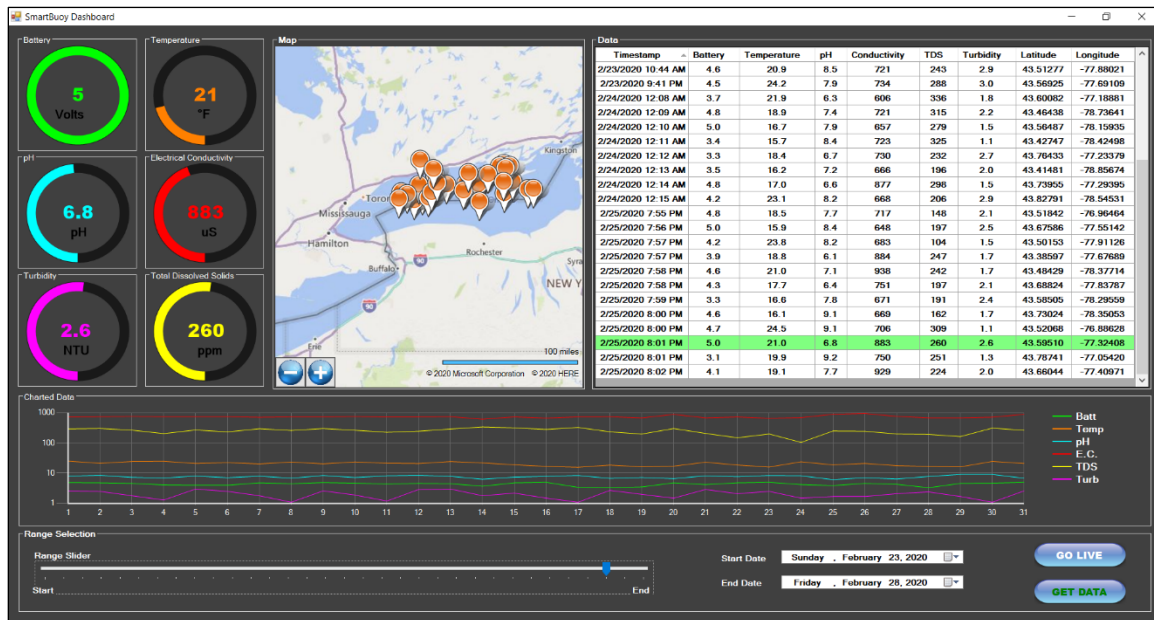 SmartBuoy Dashboard
Battery
5
Volts
Temperature
21
°F
pH
6.8
pH
Electrical Conductivity
883
uS
Turbidity
2.6
NTU
Total Dissolved Solids
260
ppm
Map
Kingston
Toro
Mississauga
Hamilton
Rochester
90
Syra
Buffalo
NEW Y
90
Erie
100 miles
© 2020 Microsoft Corporation © 2020 HERE
Data
Timestamp Battery Temperature pH Conductivity TDS Turbidity Latitude Longitude
2/23/2020 10:44 AM 4.6 20.9 8.5 721 243 2.9 43.51277 -77.88021
2/23/2020 9:41 PM 4.5 24.2 7.9 734 288 3.0 43.56925 -77.69109
2/24/2020 12:08 AM 3.7 21.9 6.3 606 336 1.8 43.60082 -77.18881
2/24/2020 12:09 AM 4.8 18.9 7.4 721 315 2.2 43.46438 -78.73641
2/24/2020 12:10 AM 5.0 16.7 7.9 657 279 1.5 43.56487 -78.15935
2/24/2020 12:11 AM 3.4 15.7 8.4 723 325 1.1 43.42747 -78.42498
2/24/2020 12:12 AM 3.3 18.4 6.7 730 232 2.7 43.76433 -77.23379
2/24/2020 12:13 AM 3.5 16.2 7.2 666 196 2.0 43.41481 -78.85674
2/24/2020 12:14 AM 4.8 17.0 6.6 877 298 1.5 43.73955 -77.29395
2/24/2020 12:15 AM 4.2 23.1 8.2 668 206 2.9 43.82791 -78.54531
2/25/2020 7:55 PM 4.8 18.5 7.7 717 148 2.1 43.51842 -76.96464
2/25/2020 7:56 PM 5.0 15.9 8.4 648 197 2.5 43.67586 -77.55142
2/25/2020 7:57 PM 4.2 23.8 8.2 683 104 1.5 43.50153 -77.91126
2/25/2020 7:57 PM 3.9 18.8 6.1 884 247 1.7 43.38597 -77.67689
2/25/2020 7:58 PM 4.6 21.0 7.1 938 242 1.7 43.48429 -78.37714
2/25/2020 7:58 PM 4.3 17.7 6.4 751 197 2.1 43.68824 -77.83787
2/25/2020 7:59 PM 3.3 16.6 7.8 671 191 2.4 43.58505 -78.29559
2/25/2020 8:00 PM 4.6 16.1 9.1 669 162 1.7 43.73024 -78.35053
2/25/2020 8:00 PM 4.7 24.5 9.1 706 309 1.1 43.52068 -76.88628
2/25/2020 8:01 PM 5.0 21.0 6.8 883 260 2.6 43.59510 -77.32408
2/25/2020 8:01 PM 3.1 19.9 9.2 750 251 1.3 43.78741 -77.05420
2/25/2020 8:02 PM 4.1 19.1 7.7 929 224 2.0 43.66044 -77.40971
Charted Data
1000
100
10
1
1 2 3 4 5 6 7 8 9 10 11 12 13 14 15 16 17 18 19 20 21 22 23 24 25 26 27 28 29 30 31
Batt
Temp
pH
E.C.
TDS
Turb
Range Selection
Range Slider
Start
End
Start Date Sunday , February 23, 2020
End Date Friday , February 28, 2020
GO LIVE
GET DATA